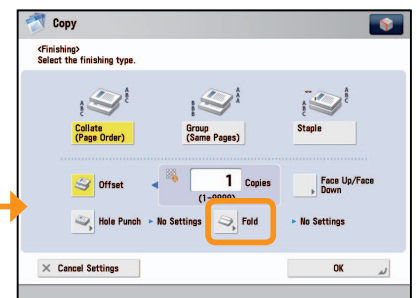 Copy
<Finishing>
Select the finishing type.
A B C
A B C
A B C
A A A
A B C
A B C
Collate
(Page Order)
Group
(Same Pages)
Staple
Offset
1 Copies
(1-9999)
Face Up/Face
Down
Hole Punch
No Settings
Fold
No Settings
Cancel Settings
OK